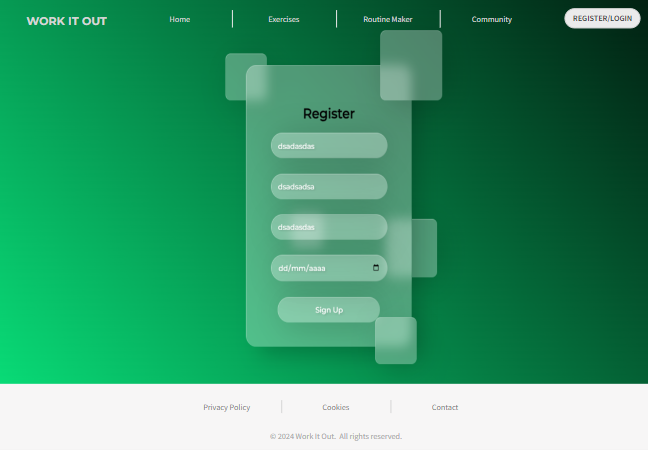 WORK IT OUT
Home
Exercises
Routine Maker
Community
REGISTER/LOGIN
Register
dsadasdas
dsadsadsa
dsadasdas
dd/mm/aaaa
Sign Up
Privacy Policy
Cookies
Contact
© 2024 Work It Out. All rights reserved.